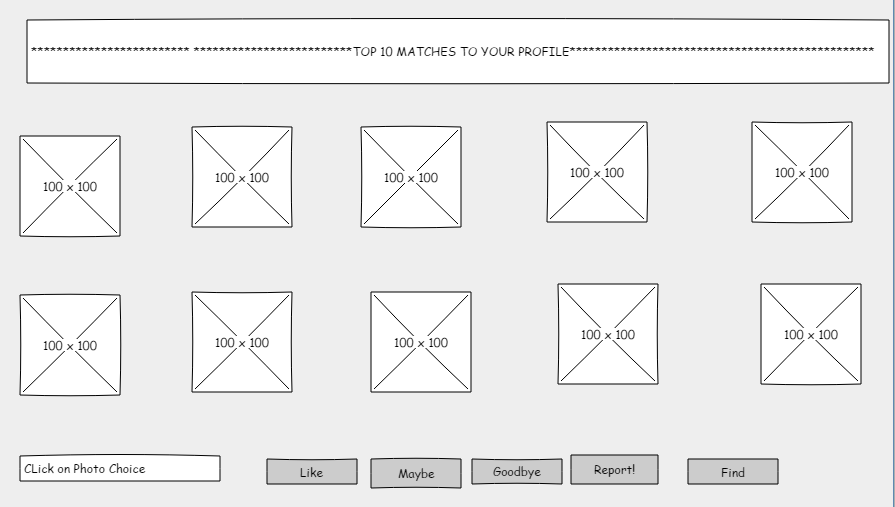 ************************* *************************TOP 10 MATCHES TO YOUR PROFILE************************************************
100 x 100 100 x 100 100 x 100 100 x 100 100 x 100
100 x 100 100 x 100 100 x 100 100 x 100 100 x 100
CLick on Photo Choice Like Maybe Goodbye Report! Find